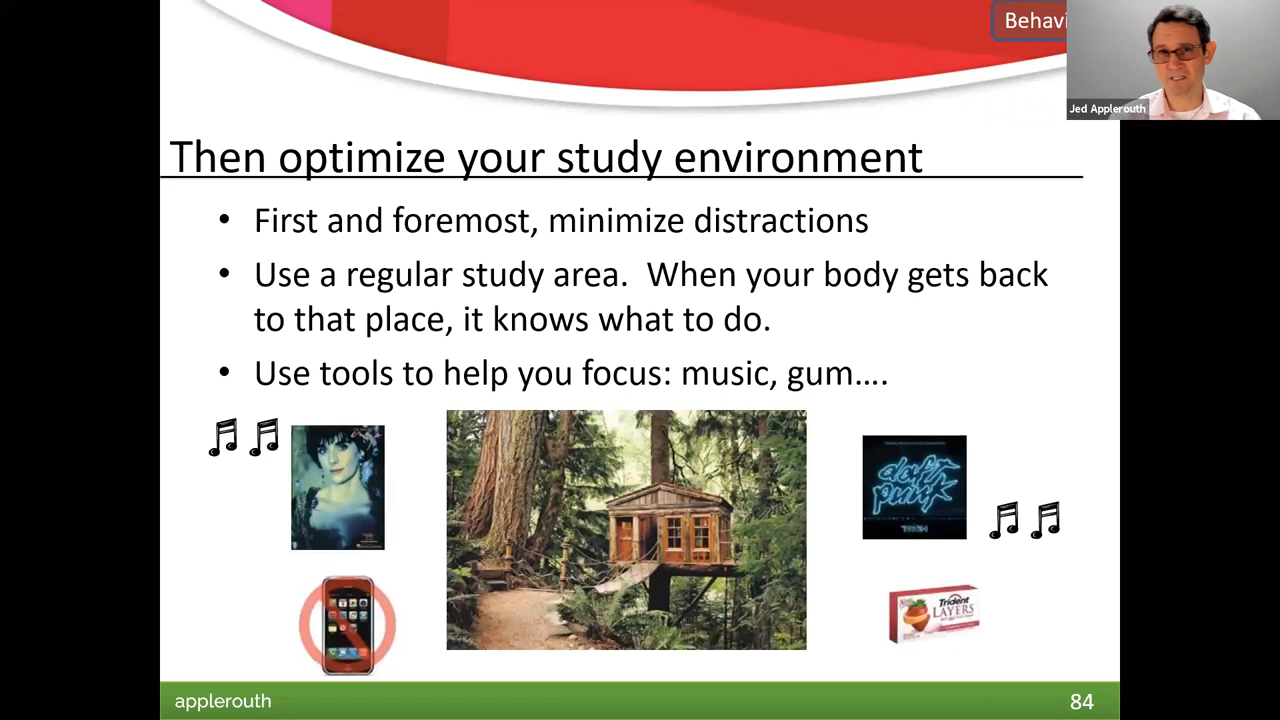 Behavi
Jed Applerouth
Then optimize your study environment
• First and foremost, minimize distractions
• Use a regular study area. When your body gets back
to that place, it knows what to do.
• Use tools to help you focus: music, gum….
daft
punk
Trident
LAYERS
applerouth
84